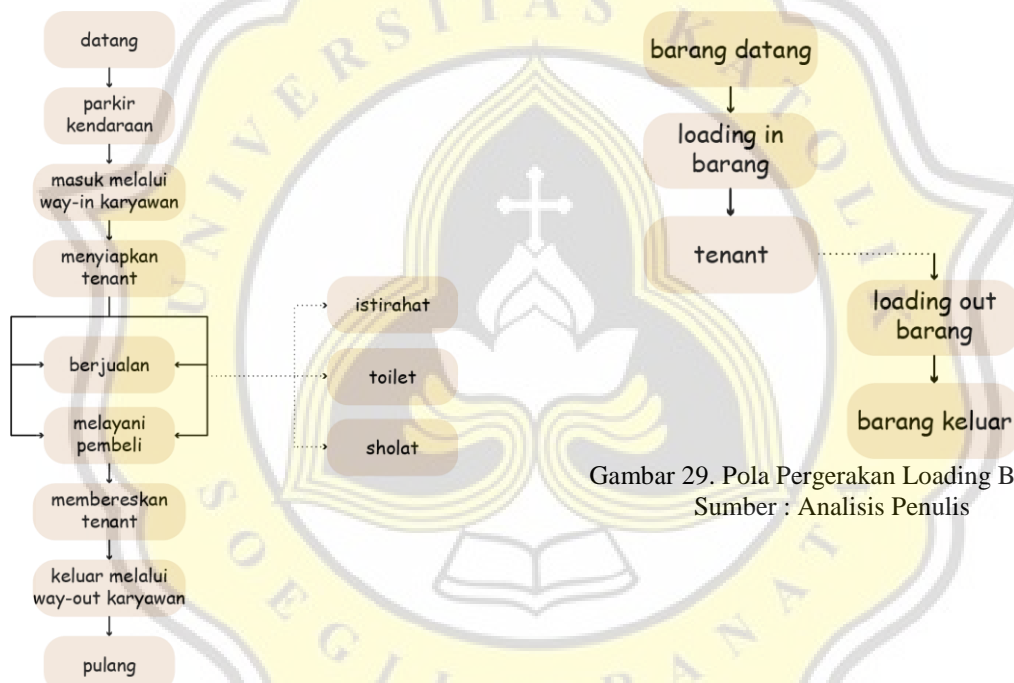 datang
parkir
kendaraan
masuk melalui
way-in karyawan
menyiapkan
tenant
berjualan
melayani
pembeli
membereskan
tenant
keluar melalui
way-out karyawan
pulang
istirahat
toilet
sholat
barang datang
loading in
barang
tenant
loading out
barang
barang keluar
Gambar 29. Pola Pergerakan Loading B
Sumber : Analisis Penulis
UNIVERSITAS KATOLIK